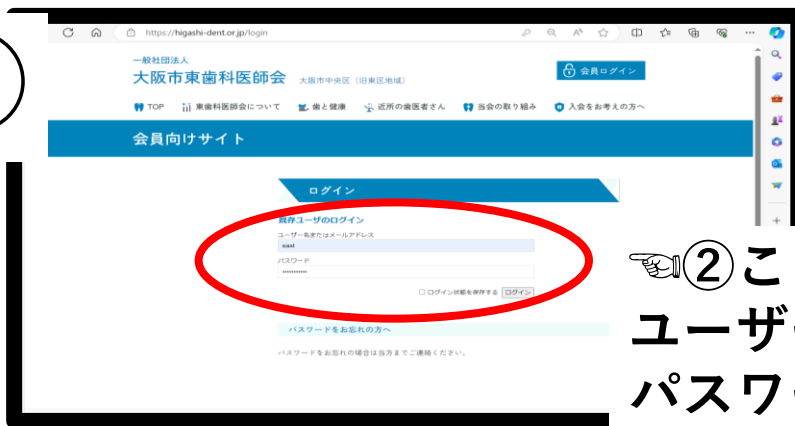 https://higashi-dent.or.jp/login
一般社団法人
大阪市東歯科医師会 大阪市中央区（旧東区地域）
会員ログイン
TOP 東歯科医師会について 歯と健康 近所の歯医者さん 当会の取り組み 入会をお考えの方へ
会員向けサイト
ログイン
既存ユーザのログイン
ユーザー名またはメールアドレス
east
パスワード
••••••••••••
ログイン状態を保存する ログイン
パスワードをお忘れの方へ
パスワードをお忘れの場合は当方までご連絡ください。
☜②こ
ユーザ
パスワ